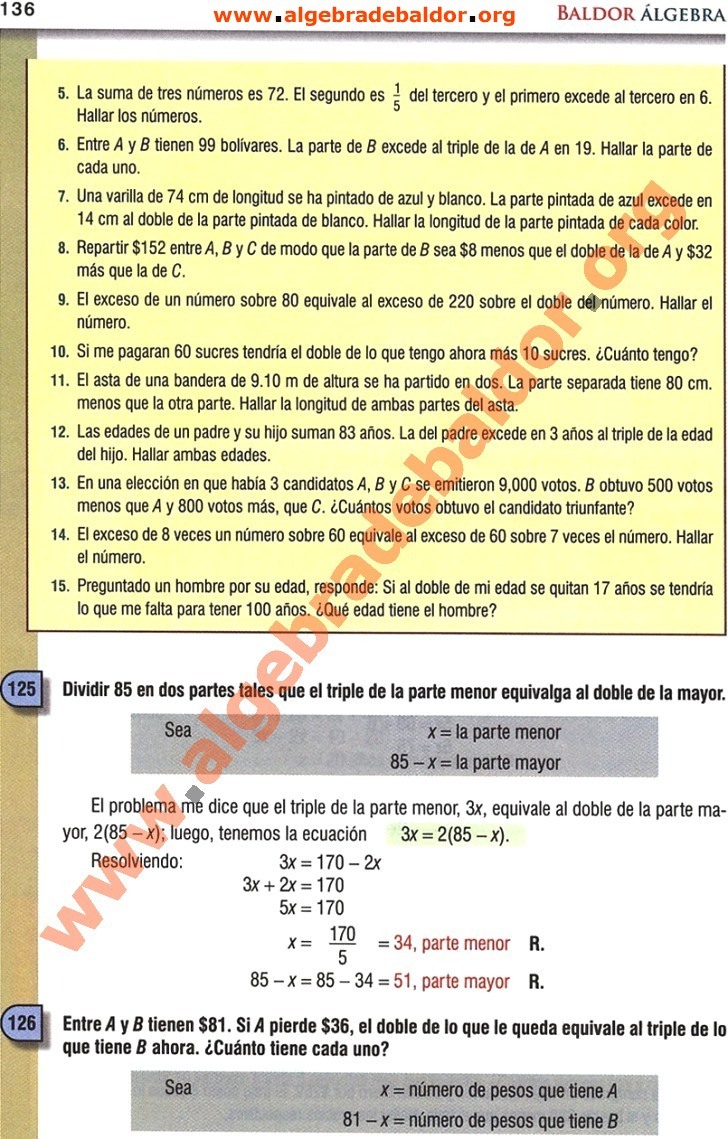 136
www.algebradebaldor.org
BALDOR ÁLGEBRA
5. La suma de tres números es 72. El segundo es 1/5 del tercero y el primero excede al tercero en 6.
Hallar los números.
6. Entre A y B tienen 99 bolívares. La parte de B excede al triple de la de A en 19. Hallar la parte de
cada uno.
7. Una varilla de 74 cm de longitud se ha pintado de azul y blanco. La parte pintada de azul excede en
14 cm al doble de la parte pintada de blanco. Hallar la longitud de la parte pintada de cada color.
8. Repartir $152 entre A, B y C de modo que la parte de B sea $8 menos que el doble de la de A y $32
más que la de C.
9. El exceso de un número sobre 80 equivale al exceso de 220 sobre el doble del número. Hallar el
número.
10. Si me pagaran 60 sucres tendría el doble de lo que tengo ahora más 10 sucres. ¿Cuánto tengo?
11. El asta de una bandera de 9.10 m de altura se ha partido en dos. La parte separada tiene 80 cm.
menos que la otra parte. Hallar la longitud de ambas partes del asta.
12. Las edades de un padre y su hijo suman 83 años. La del padre excede en 3 años al triple de la edad
del hijo. Hallar ambas edades.
13. En una elección en que había 3 candidatos A, B y C se emitieron 9,000 votos. B obtuvo 500 votos
menos que A y 800 votos más, que C. ¿Cuántos votos obtuvo el candidato triunfante?
14. El exceso de 8 veces un número sobre 60 equivale al exceso de 60 sobre 7 veces el número. Hallar
el número.
15. Preguntado un hombre por su edad, responde: Si al doble de mi edad se quitan 17 años se tendría
lo que me falta para tener 100 años. ¿Qué edad tiene el hombre?
125 Dividir 85 en dos partes tales que el triple de la parte menor equivalga al doble de la mayor.
Sea x = la parte menor
85 – x = la parte mayor
El problema me dice que el triple de la parte menor, 3x, equivale al doble de la parte ma-
yor, 2(85 – x); luego, tenemos la ecuación 3x = 2(85 – x).
Resolviendo: 3x = 170 – 2x
3x + 2x = 170
5x = 170
x = 170/5 = 34, parte menor R.
85 – x = 85 – 34 = 51, parte mayor R.
126 Entre A y B tienen $81. Si A pierde $36, el doble de lo que le queda equivale al triple de lo
que tiene B ahora. ¿Cuánto tiene cada uno?
Sea x = número de pesos que tiene A
81 – x = número de pesos que tiene B
www.algebradebaldor.org